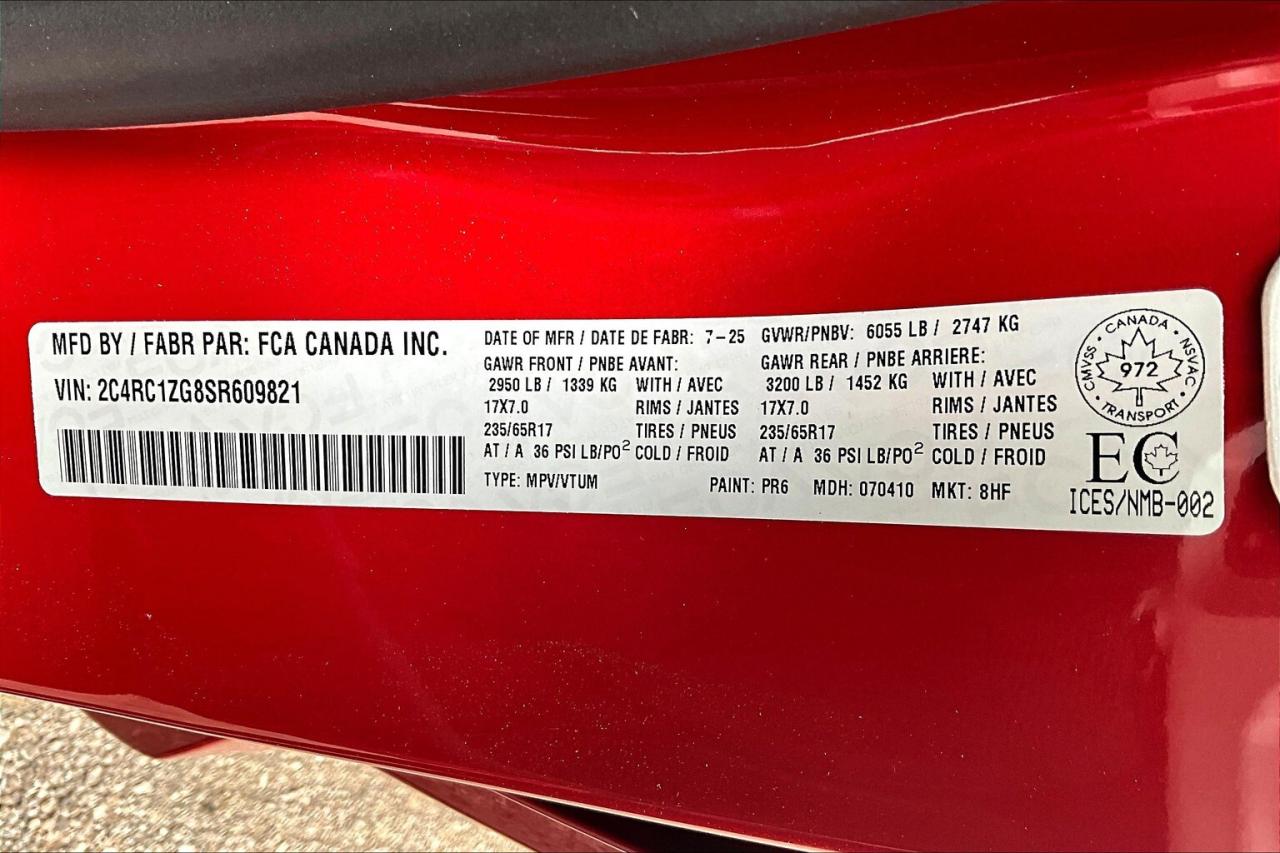 MFD BY / FABR PAR: FCA CANADA INC.
VIN: 2C4RC1ZG8SR609821
DATE OF MFR / DATE DE FABR: 7-25 GVWR/PNBV: 6055 LB / 2747 KG
GAWR FRONT / PNBE AVANT: GAWR REAR / PNBE ARRIERE:
2950 LB / 1339 KG WITH / AVEC 3200 LB / 1452 KG WITH / AVEC
17X7.0 RIMS / JANTES 17X7.0 RIMS / JANTES
235/65R17 TIRES / PNEUS 235/65R17 TIRES / PNEUS
AT / A 36 PSI LB/PO² COLD / FROID AT / A 36 PSI LB/PO² COLD / FROID
TYPE: MPV/VTUM PAINT: PR6 MDH: 070410 MKT: 8HF
CANADA
CMVSS 972 NSVAC
TRANSPORT
EC
ICES/NMB-002